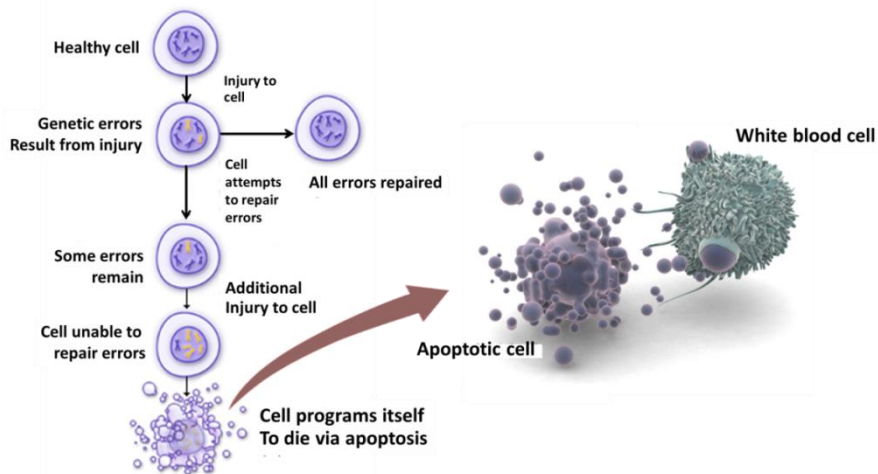 Healthy cell
Injury to
cell
Genetic errors
Result from injury
Cell
attempts
to repair
errors
All errors repaired
Some errors
remain
Additional
Injury to cell
Cell unable to
repair errors
Cell programs itself
To die via apoptosis
White blood cell
Apoptotic cell